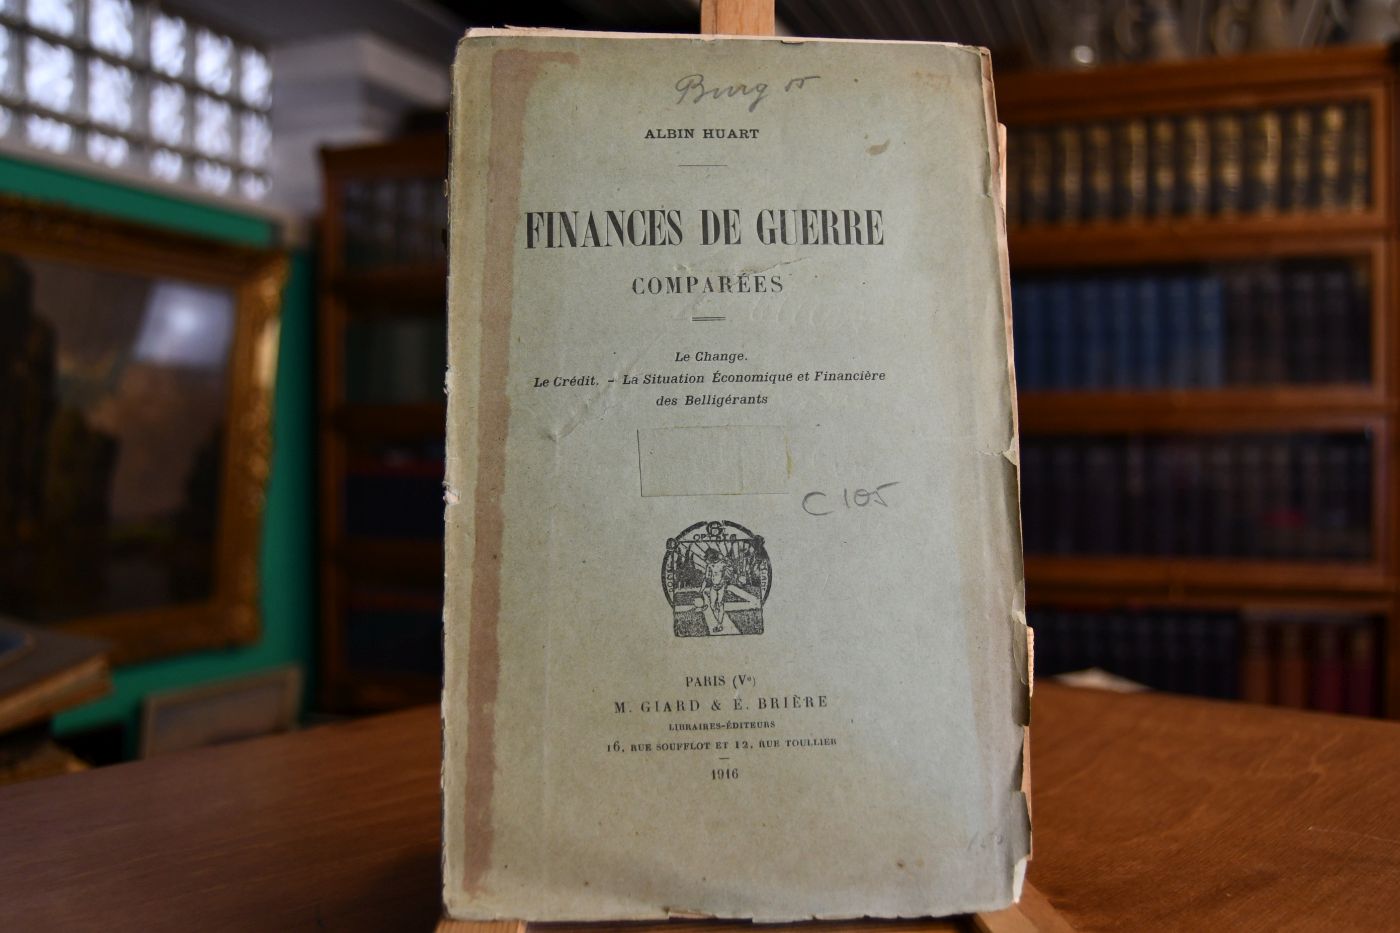 ALBIN HUART
FINANCES DE GUERRE
COMPARÉES
Le Change.
Le Crédit. – La Situation Économique et Financière
des Belligérants
C 105
PARIS (Ve)
M. GIARD & E. BRIÈRE
LIBRAIRES-ÉDITEURS
16, RUE SOUFFLOT ET 12, RUE TOULLIER
1916